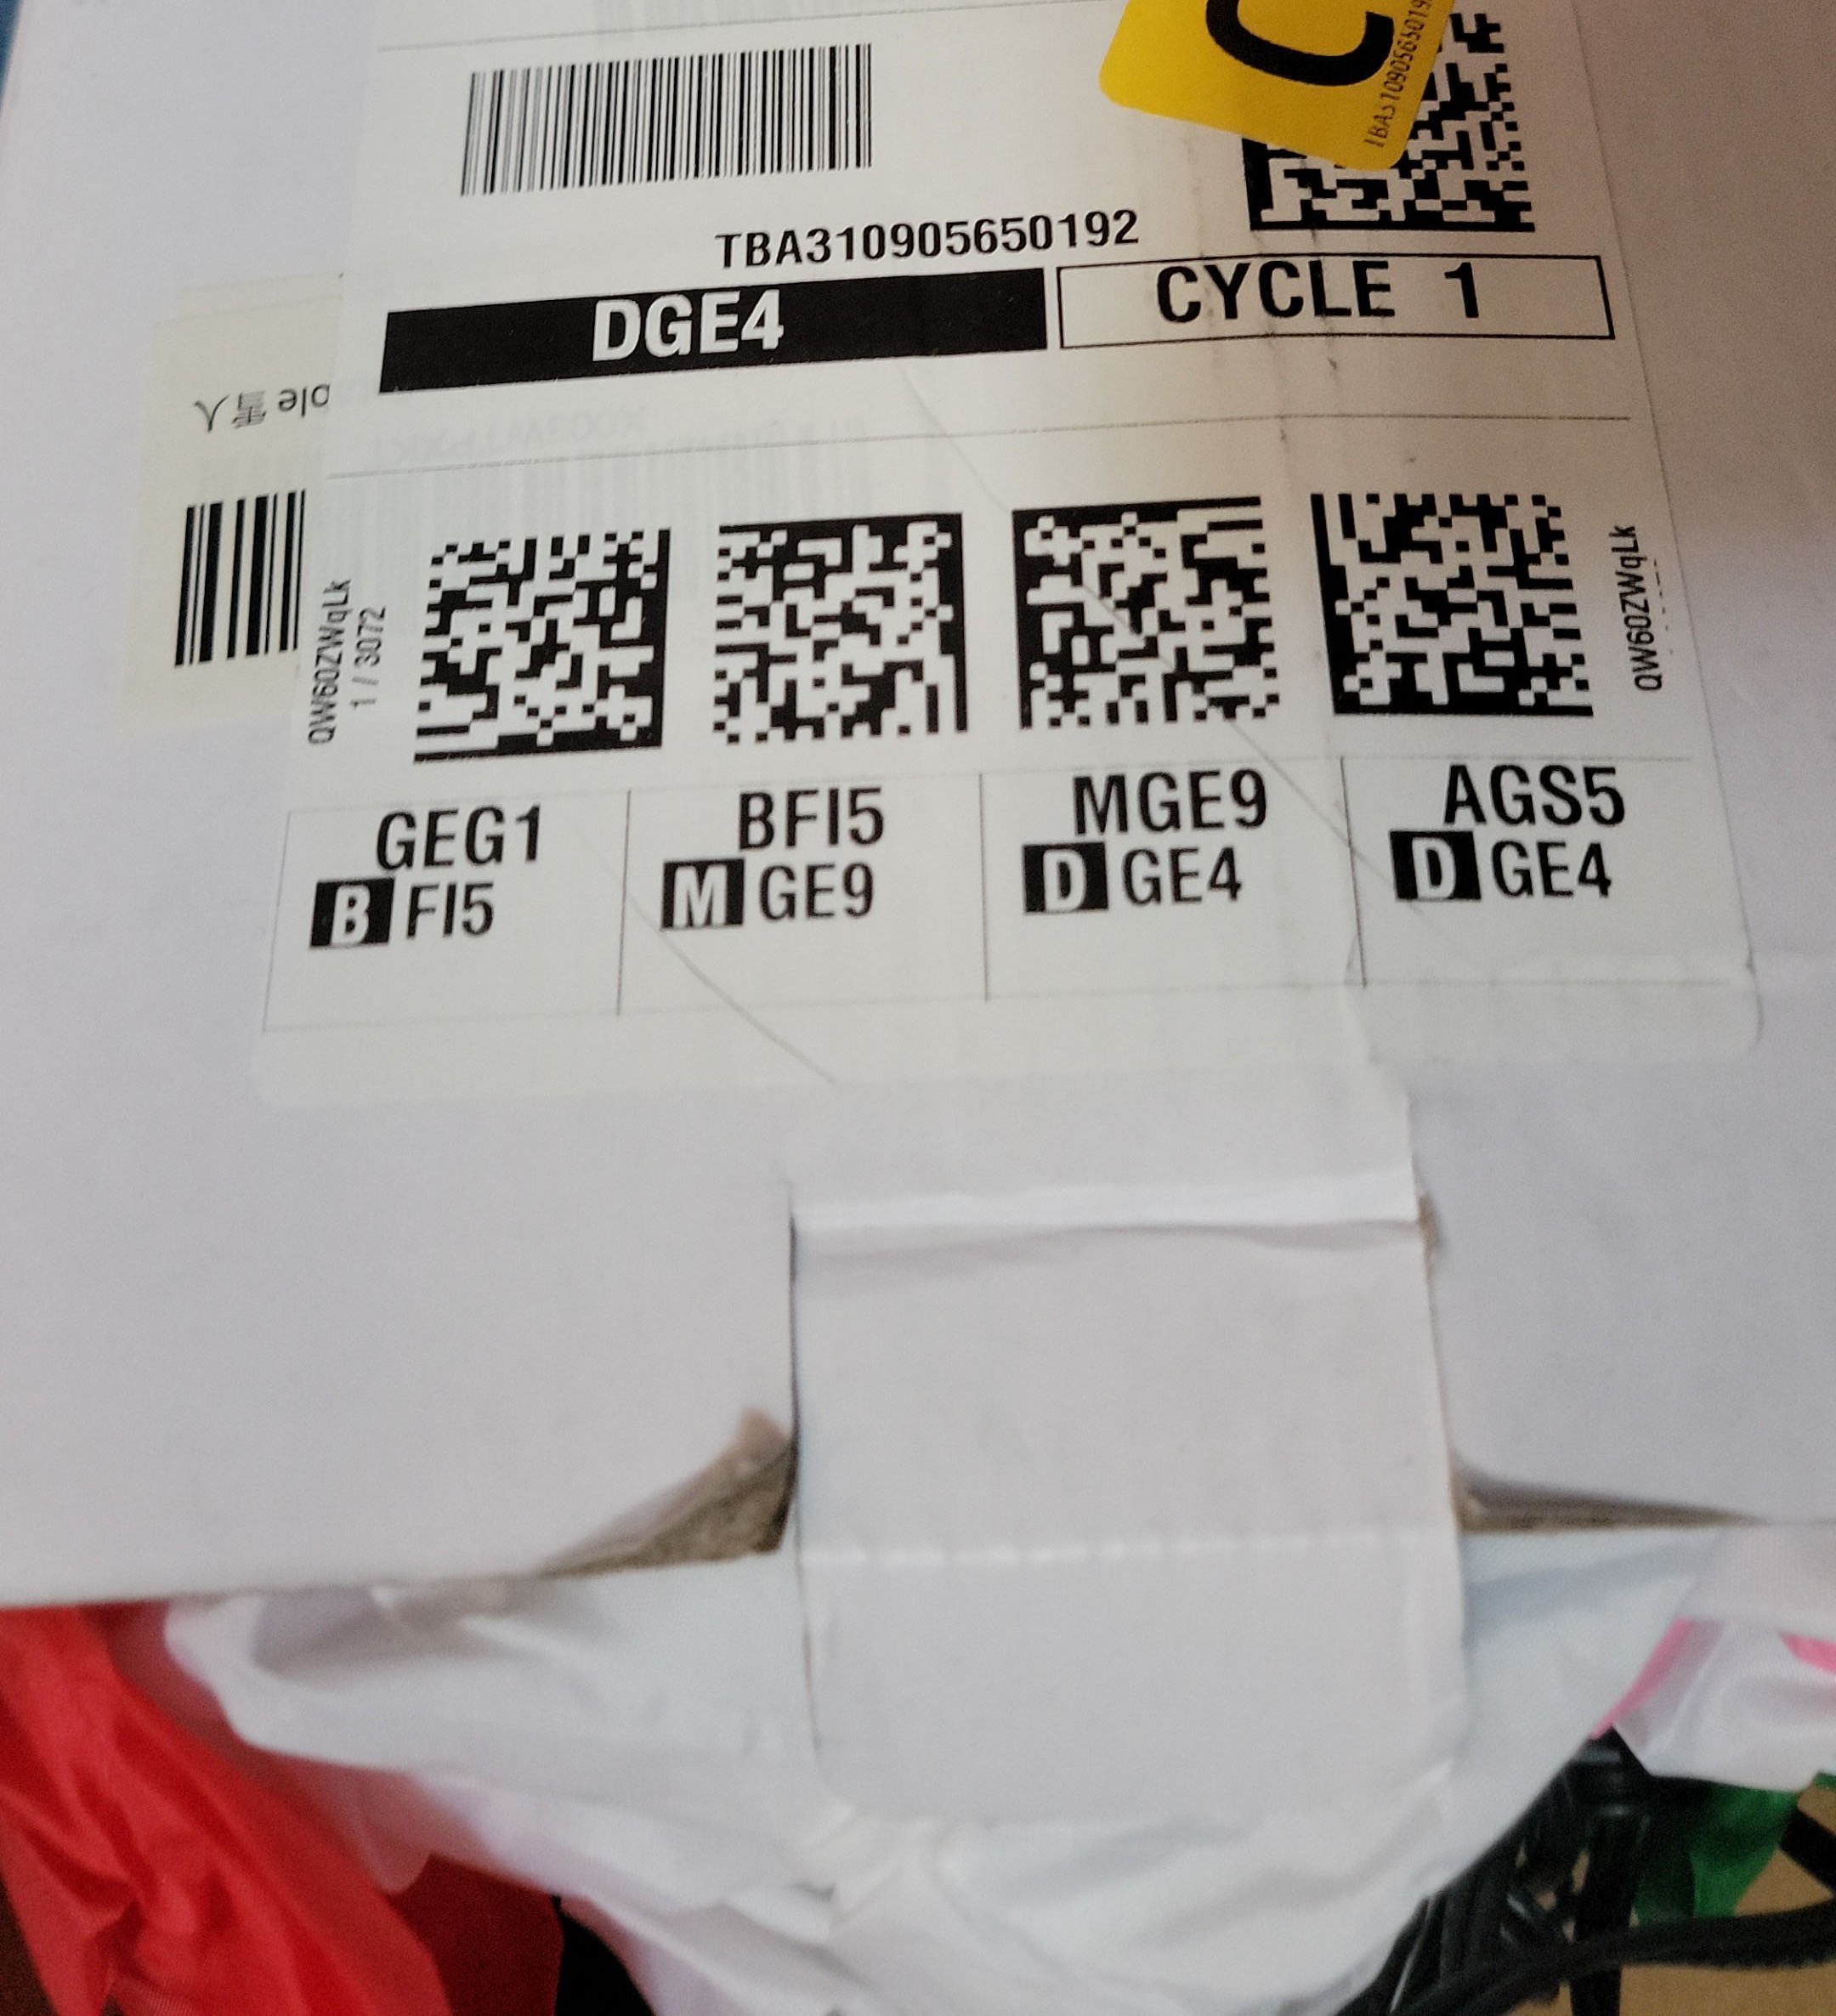 C
TBA310905650192
DGE4
CYCLE 1
QW60ZWqLk
1 / 3072
QW60ZWqLk
GEG1
B FI5
BFI5
M GE9
MGE9
D GE4
AGS5
D GE4